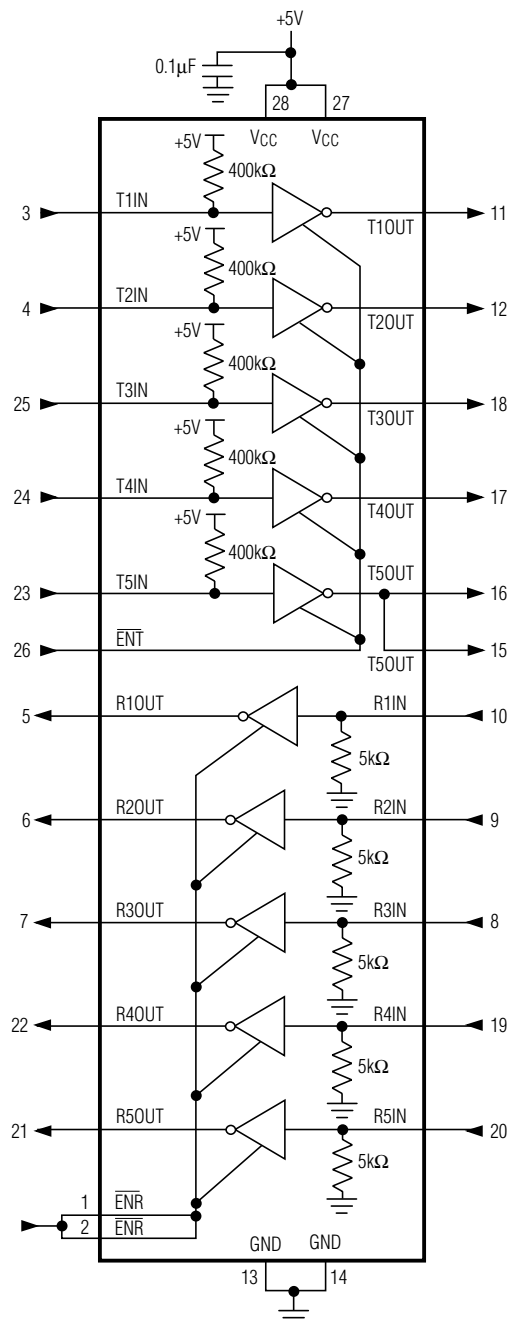 +5V
0.1µF
28 27
VCC VCC
+5V
400kΩ
3 T1IN T1OUT 11
+5V
400kΩ
4 T2IN T2OUT 12
+5V
400kΩ
25 T3IN T3OUT 18
+5V
400kΩ
24 T4IN T4OUT 17
+5V
400kΩ
T5OUT
23 T5IN 16
26 E̅N̅T̅ 15
T5OUT
5 R1OUT R1IN 10
5kΩ
6 R2OUT R2IN 9
5kΩ
7 R3OUT R3IN 8
5kΩ
22 R4OUT R4IN 19
5kΩ
21 R5OUT R5IN 20
5kΩ
1 E̅N̅R̅
2 E̅N̅R̅
GND GND
13 14